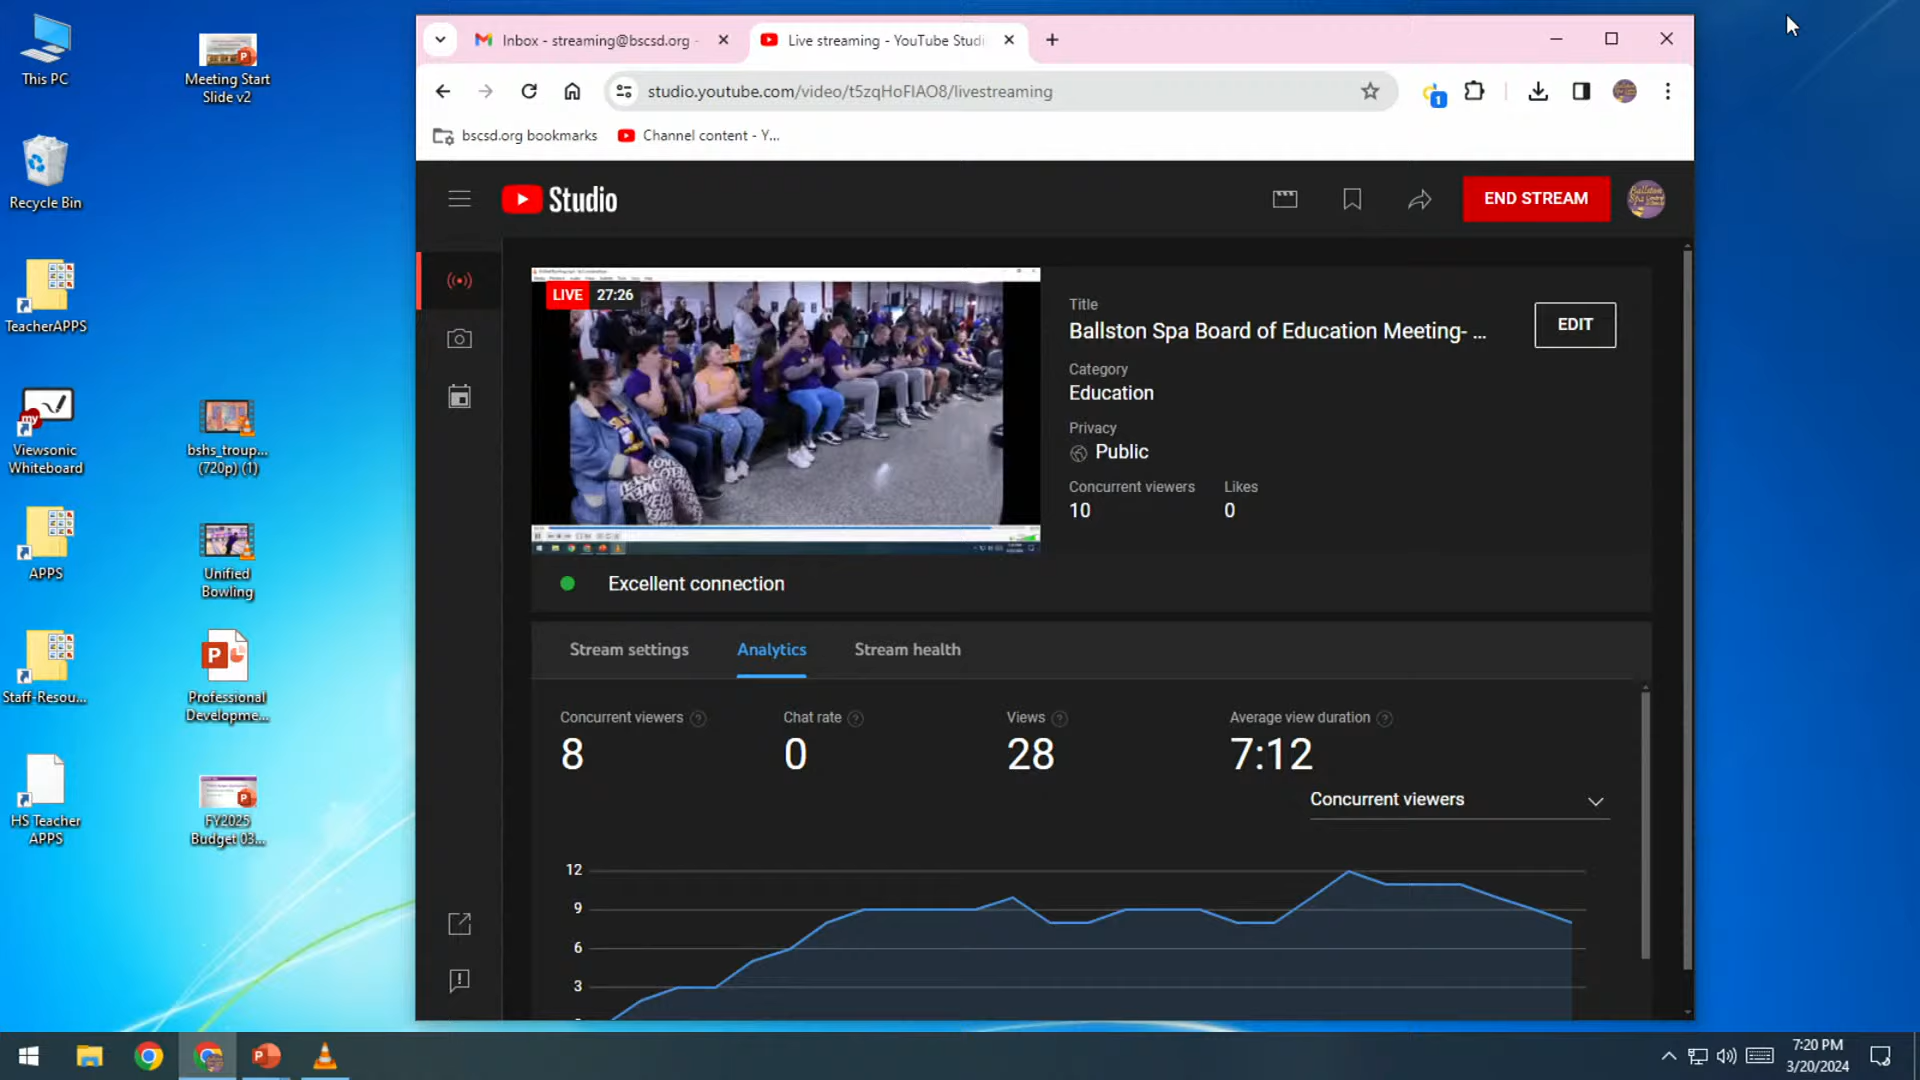 This PC
Meeting Start
Slide v2
Recycle Bin
TeacherAPPS
Viewsonic
Whiteboard
bshs_troup...
(720p) (1)
APPS
Unified
Bowling
Staff-Resou...
Professional
Developme...
HS Teacher
APPS
FY2025
Budget 03...
Inbox - streaming@bscsd.org -
Live streaming - YouTube Studi
studio.youtube.com/video/t5zqHoFIAO8/livestreaming
1
bscsd.org bookmarks
Channel content - Y...
Studio
END STREAM
LIVE 27:26
Title
Ballston Spa Board of Education Meeting- ...
EDIT
Category
Education
Privacy
Public
Concurrent viewers Likes
10 0
Excellent connection
Stream settings Analytics Stream health
Concurrent viewers Chat rate Views Average view duration
8 0 28 7:12
Concurrent viewers
12
9
6
3
7:20 PM
3/20/2024